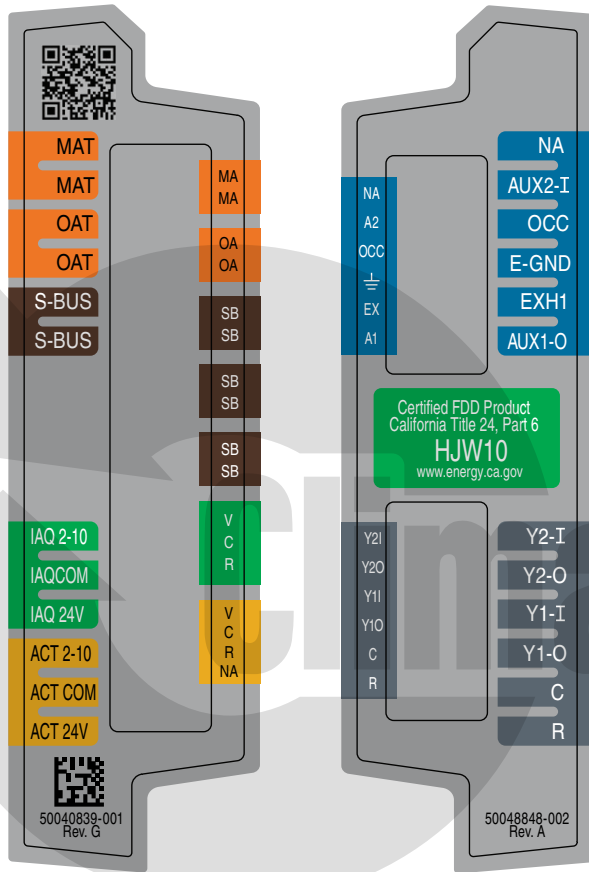 MAT
MAT
OAT
OAT
S-BUS
S-BUS
IAQ 2-10
IAQCOM
IAQ 24V
ACT 2-10
ACT COM
ACT 24V
50040839-001
Rev. G
MA
MA
OA
OA
SB
SB
SB
SB
SB
SB
V
C
R
V
C
R
NA
NA
A2
OCC
EX
A1
Certified FDD Product
California Title 24, Part 6
HJW10
www.energy.ca.gov
Y2I
Y2O
Y1I
Y1O
C
R
NA
AUX2-I
OCC
E-GND
EXH1
AUX1-O
Y2-I
Y2-O
Y1-I
Y1-O
C
R
50048848-002
Rev. A